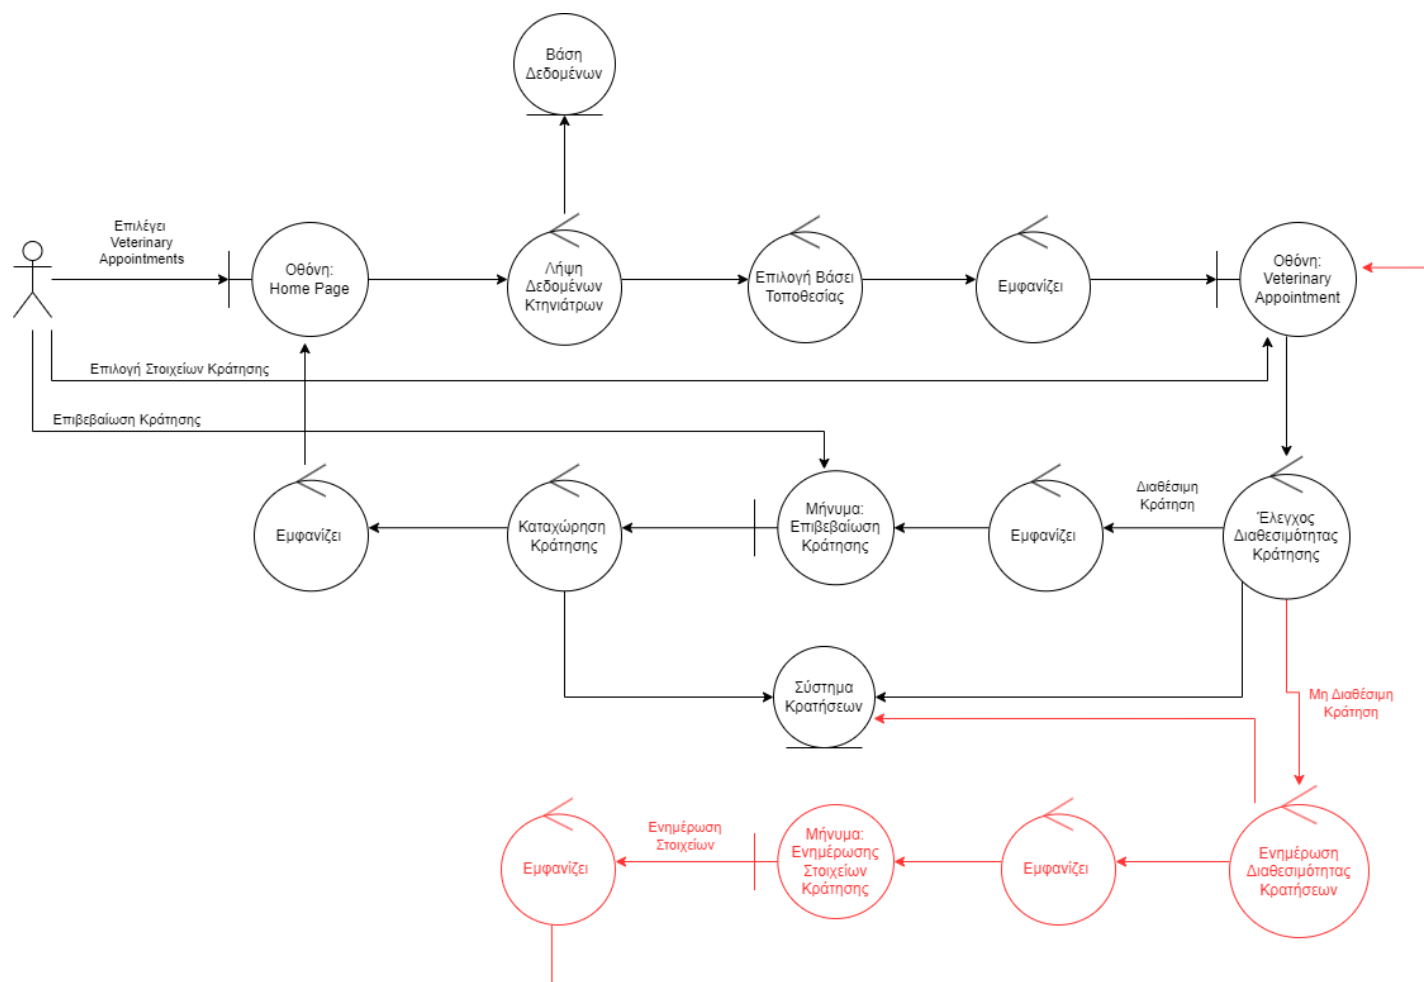 Βάση
Δεδομένων
Επιλέγει
Veterinary
Appointments
Οθόνη:
Home Page
Λήψη
Δεδομένων
Κτηνιάτρων
Επιλογή Βάσει
Τοποθεσίας
Εμφανίζει
Οθόνη:
Veterinary
Appointment
Επιλογή Στοιχείων Κράτησης
Επιβεβαίωση Κράτησης
Εμφανίζει
Καταχώρηση
Κράτησης
Μήνυμα:
Επιβεβαίωση
Κράτησης
Εμφανίζει
Διαθέσιμη
Κράτηση
Έλεγχος
Διαθεσιμότητας
Κράτησης
Σύστημα
Κρατήσεων
Μη Διαθέσιμη
Κράτηση
Εμφανίζει
Ενημέρωση
Στοιχείων
Μήνυμα:
Ενημέρωσης
Στοιχείων
Κράτησης
Εμφανίζει
Ενημέρωση
Διαθεσιμότητας
Κρατήσεων